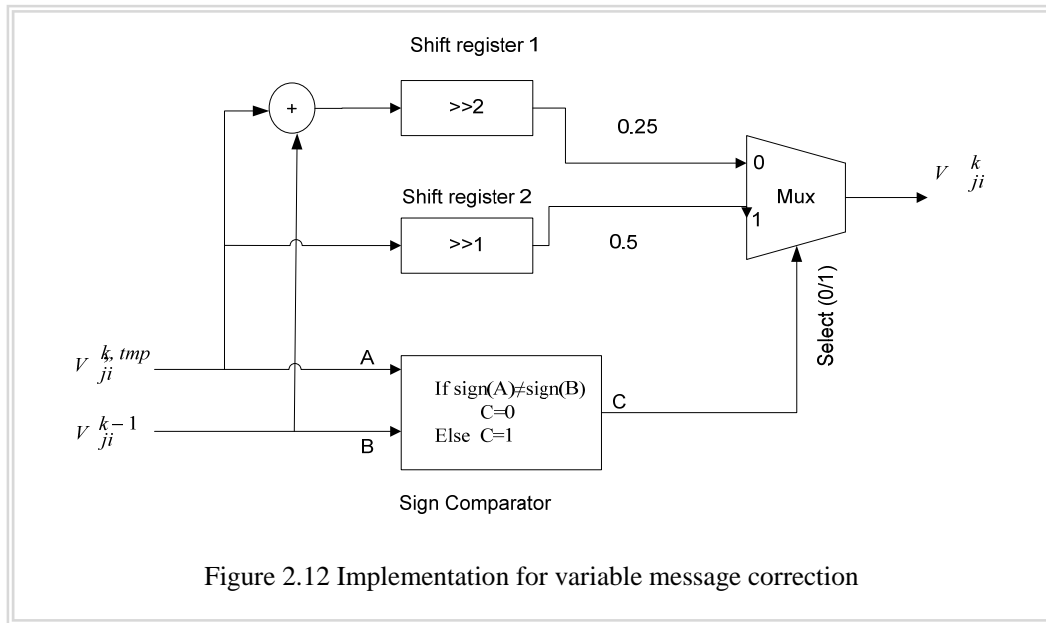 Shift register 1
+
>>2
0.25
0
V k ji
Shift register 2
Mux
>>1
1
0.5
Select (0/1)
V k, tmp ji
A
If sign(A)≠sign(B)
C=0
Else C=1
C
V k−1 ji
B
Sign Comparator
Figure 2.12 Implementation for variable message correction